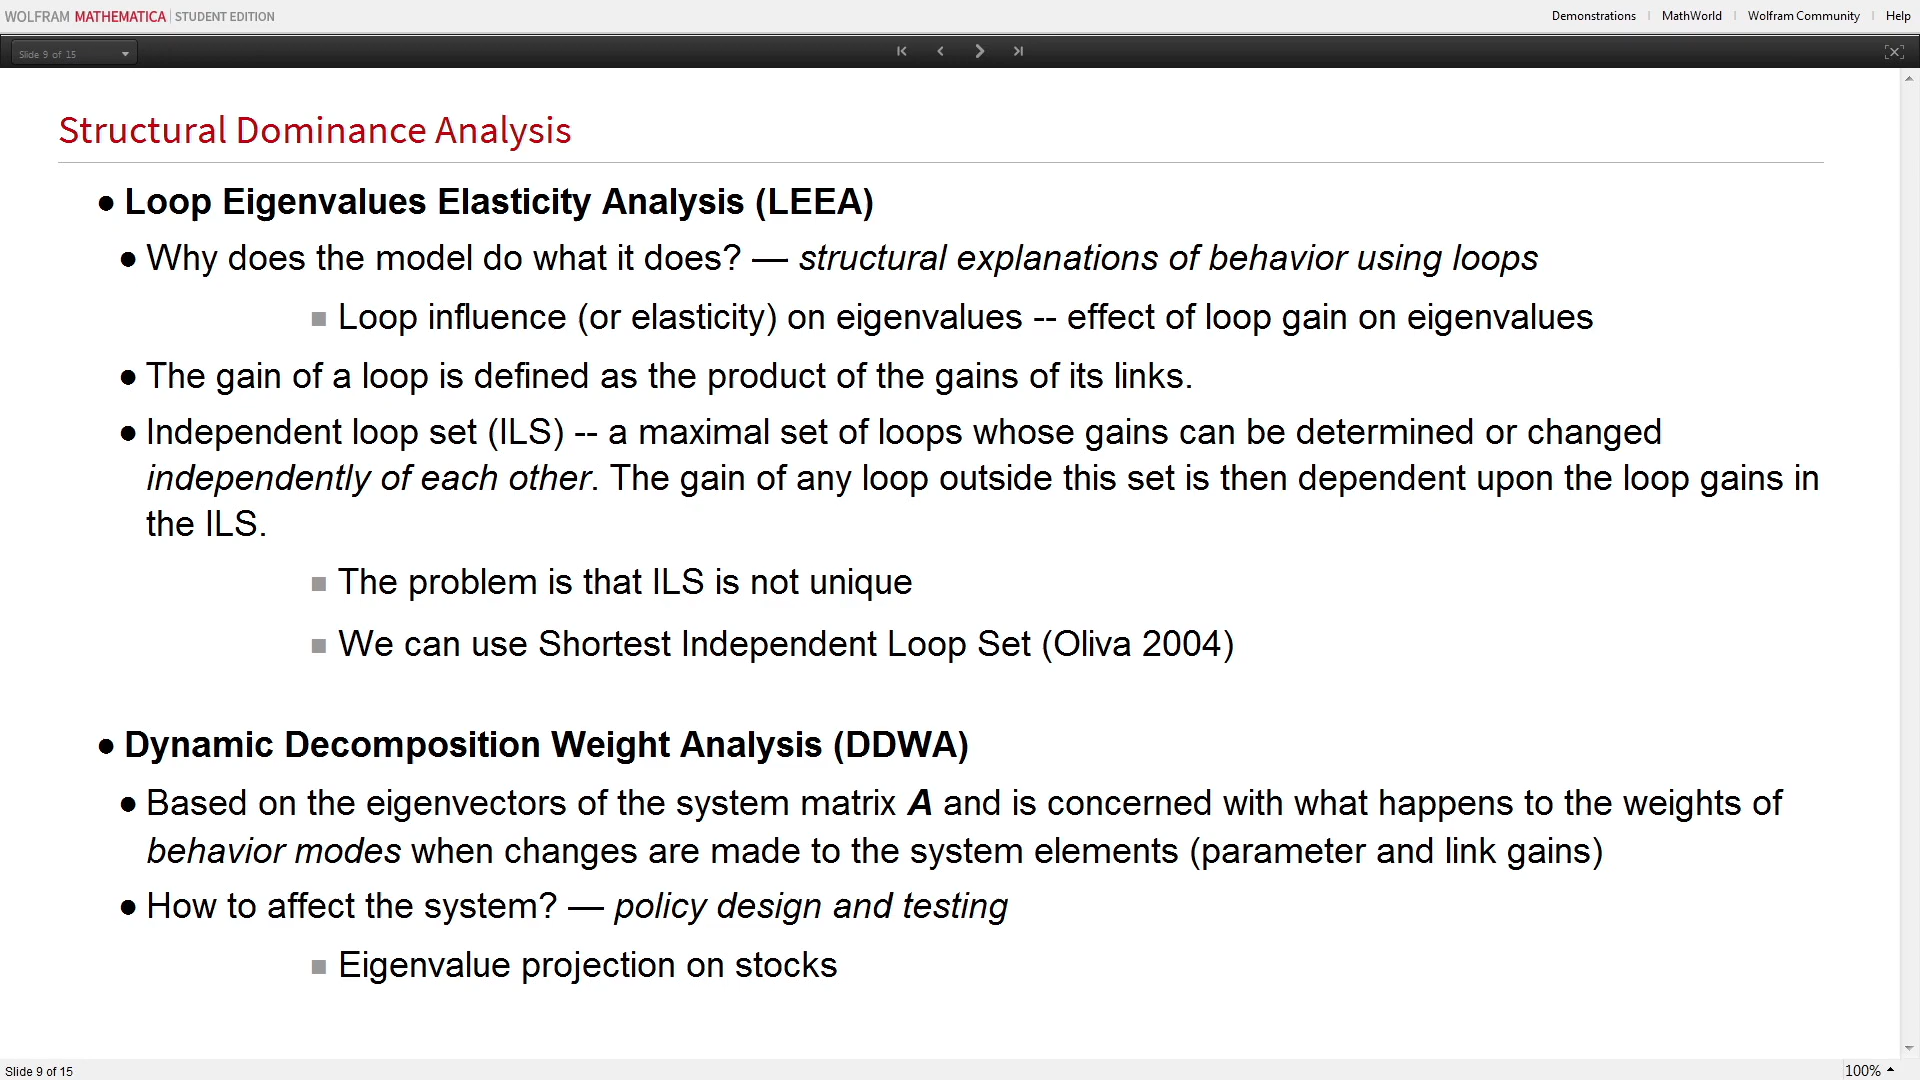 WOLFRAM MATHEMATICA | STUDENT EDITION
Demonstrations | MathWorld | Wolfram Community | Help
Slide 9 of 15
Structural Dominance Analysis
● Loop Eigenvalues Elasticity Analysis (LEEA)
● Why does the model do what it does? — structural explanations of behavior using loops
■ Loop influence (or elasticity) on eigenvalues -- effect of loop gain on eigenvalues
● The gain of a loop is defined as the product of the gains of its links.
● Independent loop set (ILS) -- a maximal set of loops whose gains can be determined or changed
independently of each other. The gain of any loop outside this set is then dependent upon the loop gains in
the ILS.
■ The problem is that ILS is not unique
■ We can use Shortest Independent Loop Set (Oliva 2004)
● Dynamic Decomposition Weight Analysis (DDWA)
● Based on the eigenvectors of the system matrix A and is concerned with what happens to the weights of
behavior modes when changes are made to the system elements (parameter and link gains)
● How to affect the system? — policy design and testing
■ Eigenvalue projection on stocks
Slide 9 of 15
100%